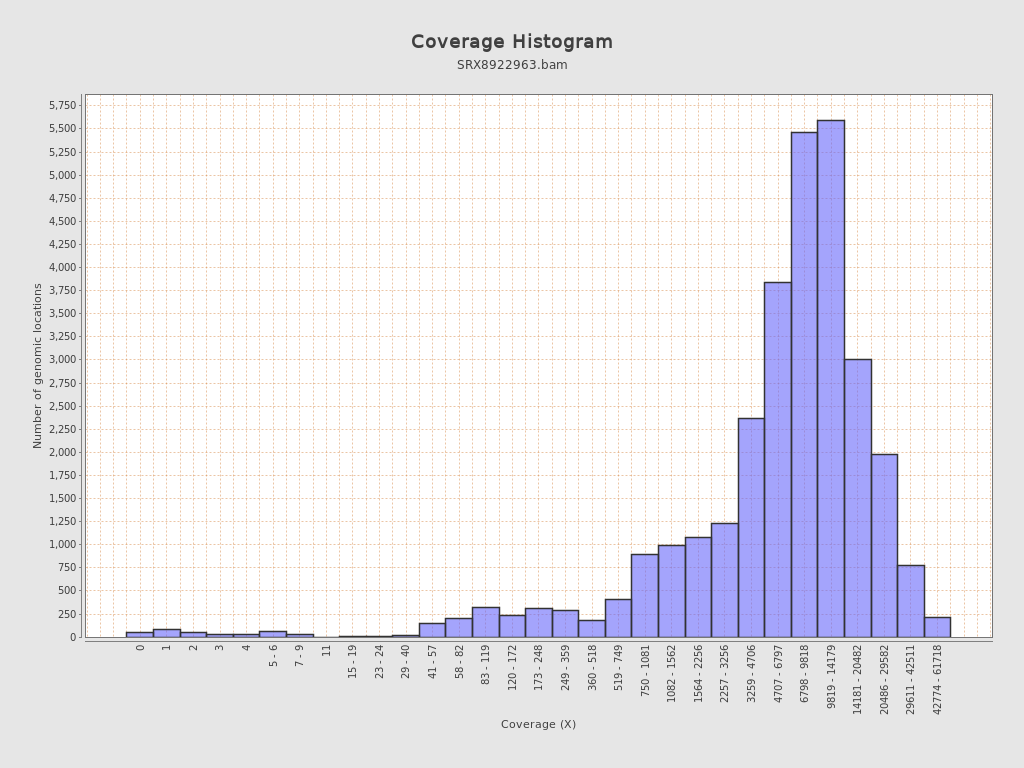 Coverage Histogram
SRX8922963.bam
Number of genomic locations
5,750
5,500
5,250
5,000
4,750
4,500
4,250
4,000
3,750
3,500
3,250
3,000
2,750
2,500
2,250
2,000
1,750
1,500
1,250
1,000
750
500
250
0
0
1
2
3
4
5 - 6
7 - 9
11
15 - 19
23 - 24
29 - 40
41 - 57
58 - 82
83 - 119
120 - 172
173 - 248
249 - 359
360 - 518
519 - 749
750 - 1081
1082 - 1562
1564 - 2256
2257 - 3256
3259 - 4706
4707 - 6797
6798 - 9818
9819 - 14179
14181 - 20482
20486 - 29582
29611 - 42511
42774 - 61718
Coverage (X)